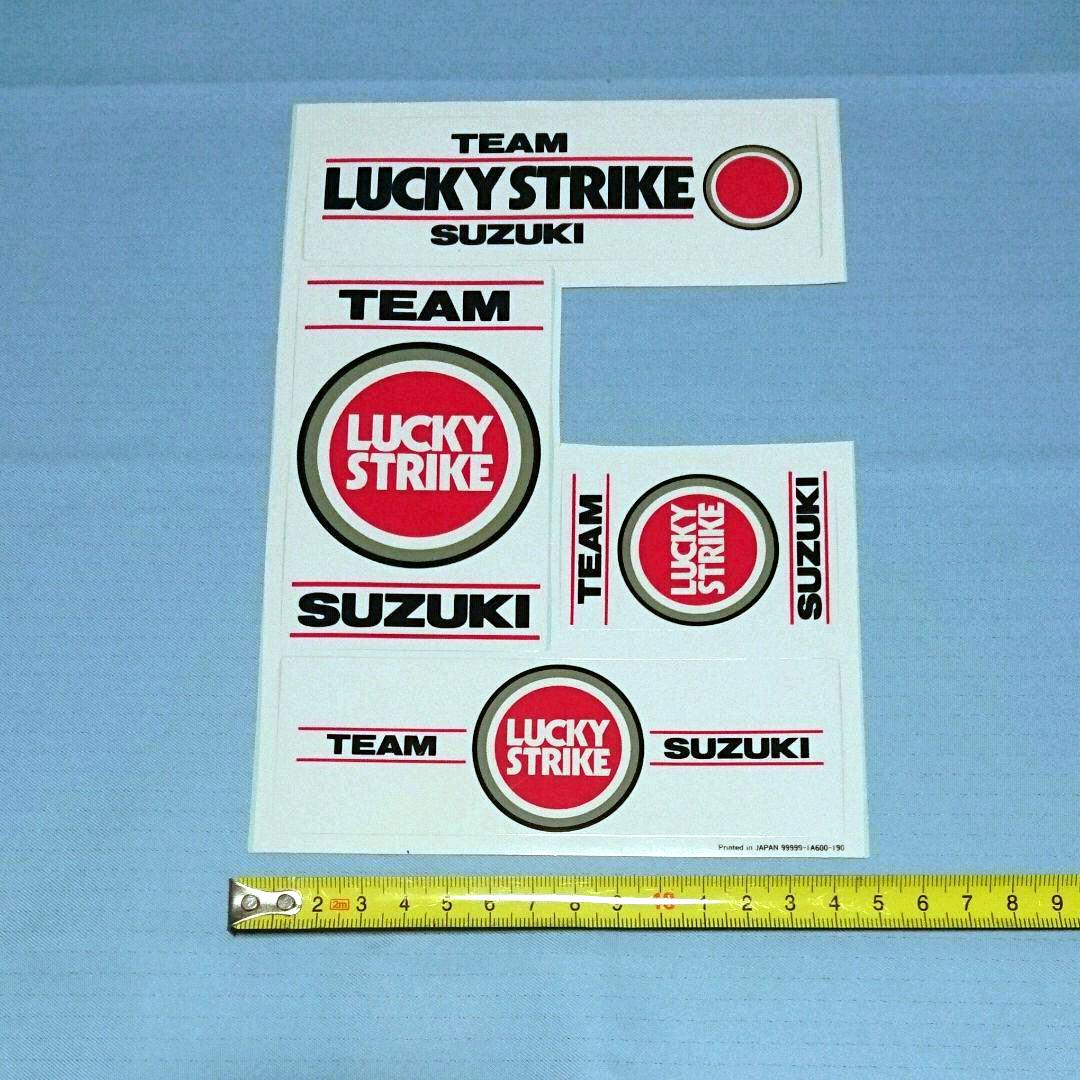 TEAM
LUCKY STRIKE
SUZUKI
TEAM
LUCKY
STRIKE
SUZUKI
TEAM
LUCKY
STRIKE
SUZUKI
TEAM
LUCKY
STRIKE
SUZUKI
Printed in JAPAN 99999-1A600-190
2 2m 3 4 5 6 7 8 9 10 1 2 3 4 5 6 7 8 9